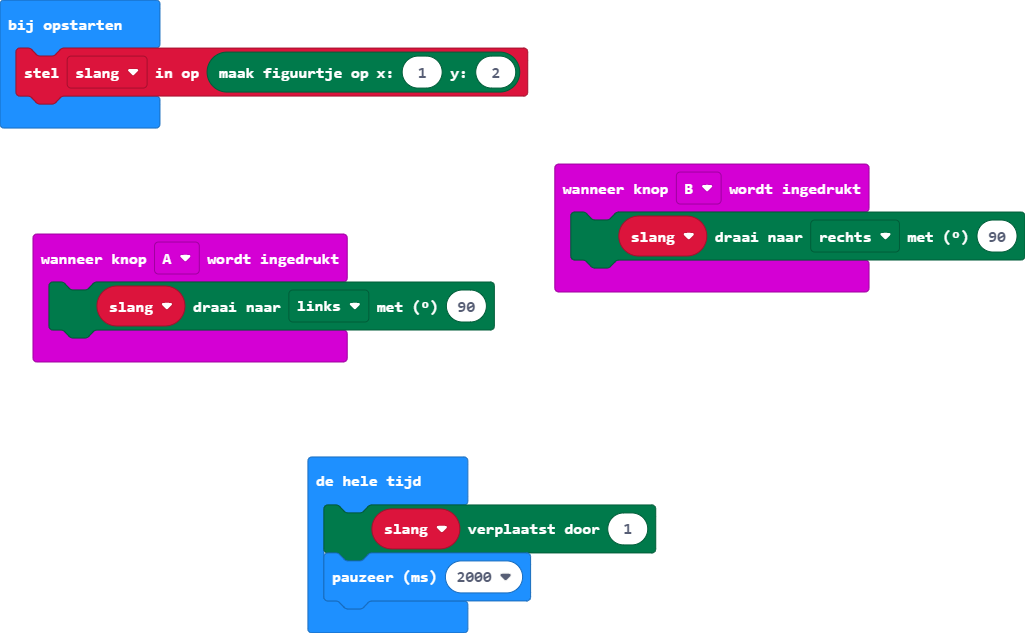 bij opstarten
stel slang in op maak figuurtje op x: 1 y: 2
wanneer knop B wordt ingedrukt
slang draai naar rechts met (º) 90
wanneer knop A wordt ingedrukt
slang draai naar links met (º) 90
de hele tijd
slang verplaatst door 1
pauzeer (ms) 2000